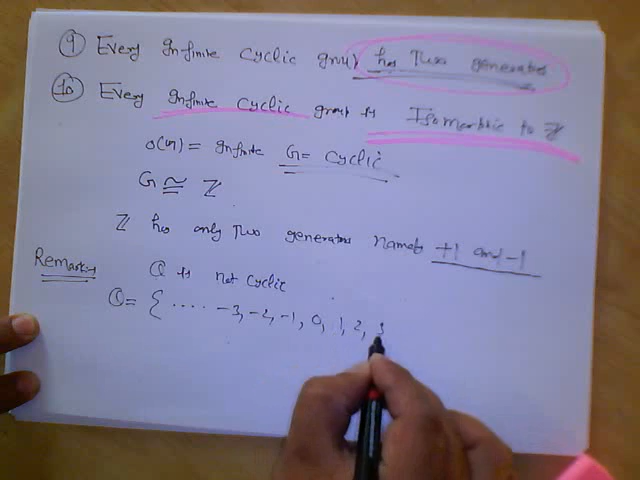 9 Every Infinite Cyclic group has Two generators
10 Every Infinite Cyclic group is Isomorphic to Z
O(G) = Infinite G = Cyclic
G ≅ Z
Z has only Two generators namely +1 and -1
Remark:- Q is not Cyclic
Q = { ..... -3, -2, -1, 0, 1, 2, 3